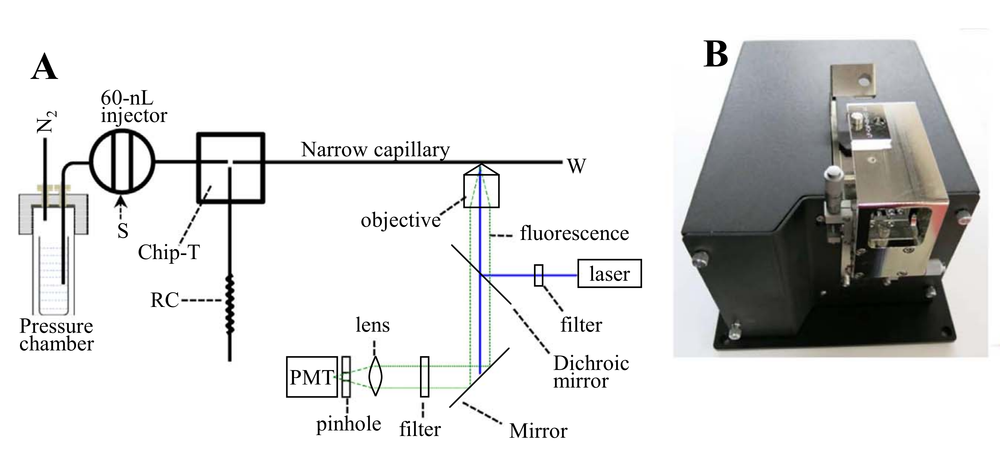 A
B
60-nL
injector
N2
S
Chip-T
RC
Pressure
chamber
Narrow capillary
W
objective
fluorescence
laser
filter
Dichroic
mirror
lens
PMT
pinhole
filter
Mirror